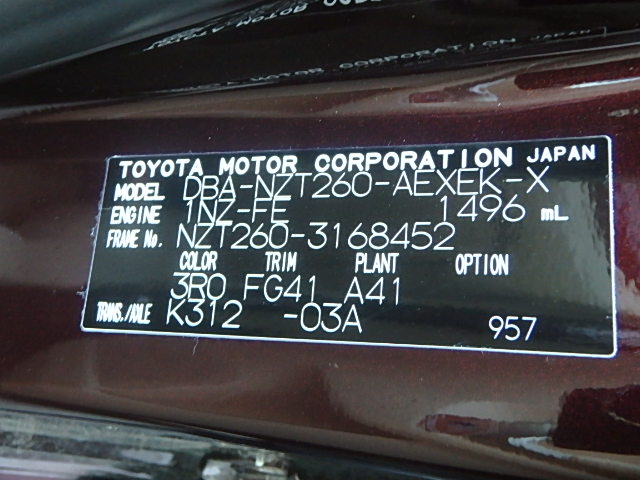 TOYOTA MOTOR CORPORATION JAPAN
MODEL DBA-NZT260-AEXEK-X
ENGINE 1NZ-FE 1496 mL
FRAME No. NZT260-3168452
COLOR TRIM PLANT OPTION
3R0 FG41 A41
TRANS./AXLE K312 -03A 957